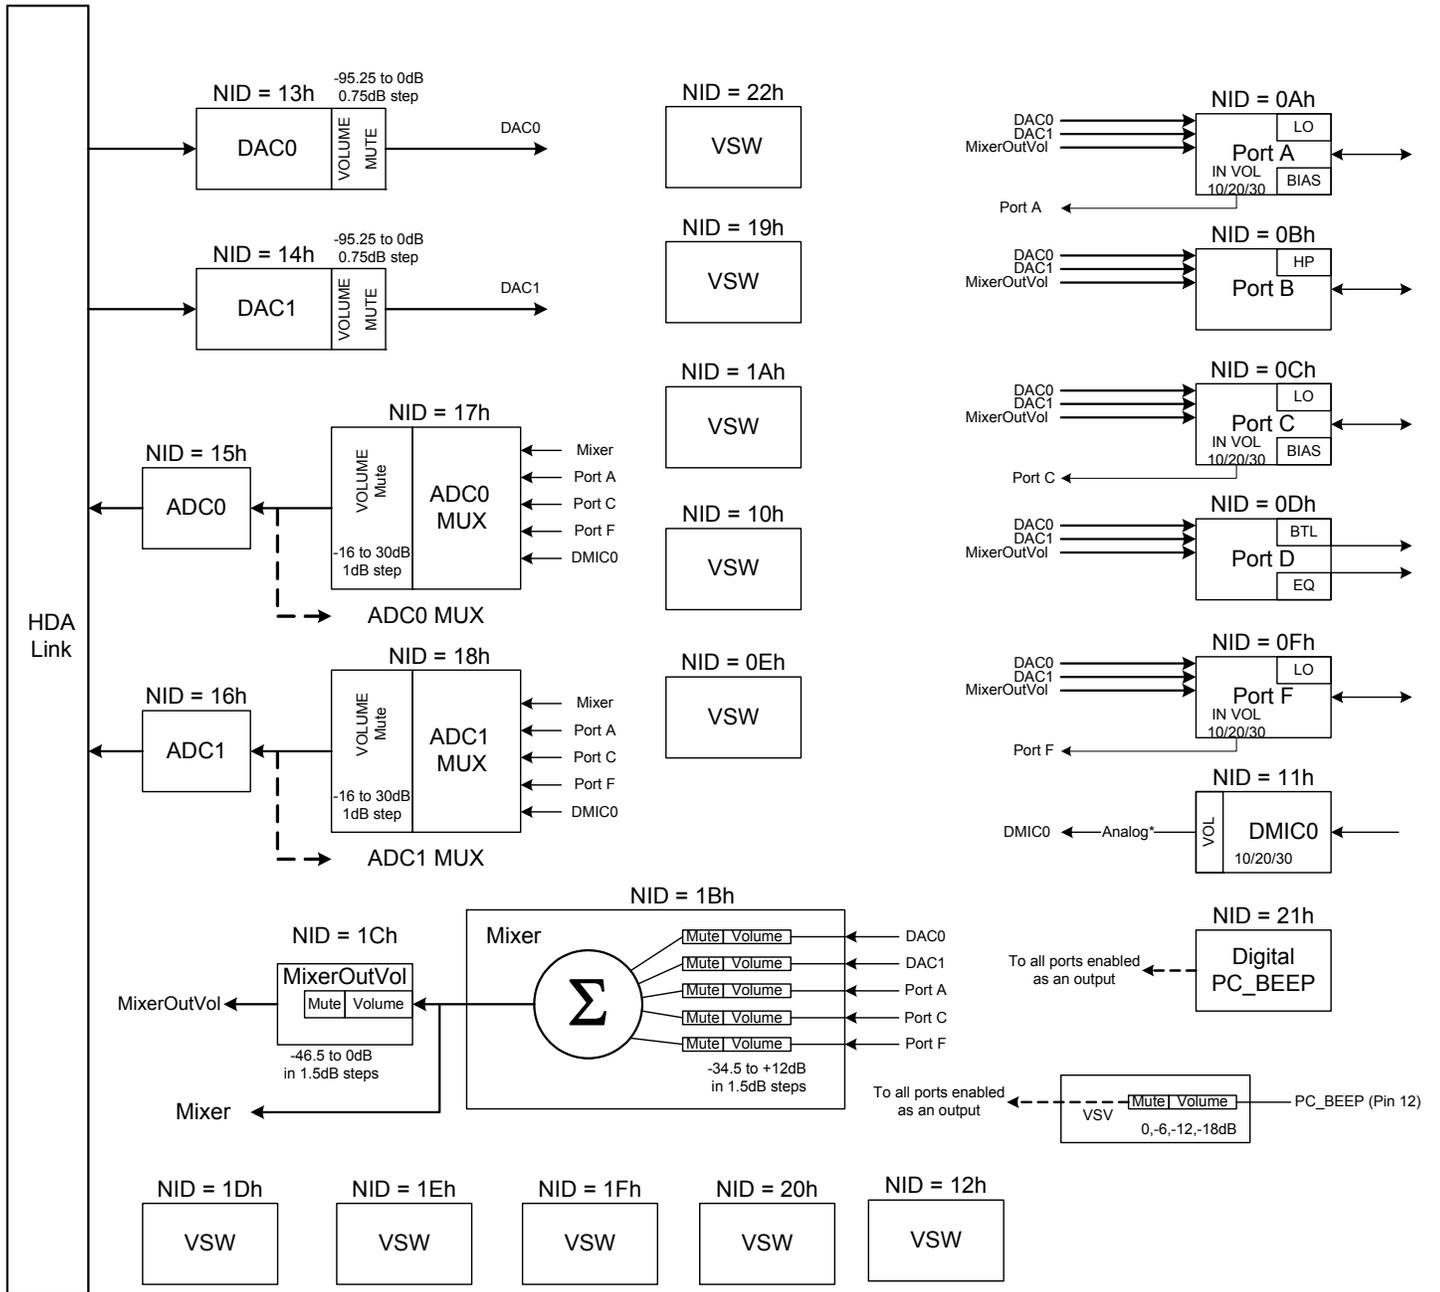 HDA
Link
NID = 13h
-95.25 to 0dB
0.75dB step
DAC0
VOLUME
MUTE
DAC0
NID = 14h
-95.25 to 0dB
0.75dB step
DAC1
VOLUME
MUTE
DAC1
NID = 17h
NID = 15h
ADC0
VOLUME
Mute
-16 to 30dB
1dB step
ADC0
MUX
Mixer
Port A
Port C
Port F
DMIC0
ADC0 MUX
NID = 18h
NID = 16h
ADC1
VOLUME
Mute
-16 to 30dB
1dB step
ADC1
MUX
Mixer
Port A
Port C
Port F
DMIC0
ADC1 MUX
NID = 22h
VSW
NID = 19h
VSW
NID = 1Ah
VSW
NID = 10h
VSW
NID = 0Eh
VSW
NID = 0Ah
DAC0
DAC1
MixerOutVol
LO
Port A
IN VOL
10/20/30
BIAS
Port A
NID = 0Bh
DAC0
DAC1
MixerOutVol
HP
Port B
NID = 0Ch
DAC0
DAC1
MixerOutVol
LO
Port C
IN VOL
10/20/30
BIAS
Port C
NID = 0Dh
DAC0
DAC1
MixerOutVol
BTL
Port D
EQ
NID = 0Fh
DAC0
DAC1
MixerOutVol
LO
Port F
IN VOL
10/20/30
Port F
NID = 11h
DMIC0
Analog*
VOL
DMIC0
10/20/30
NID = 1Bh
Mixer
Σ
Mute Volume
DAC0
Mute Volume
DAC1
Mute Volume
Port A
Mute Volume
Port C
Mute Volume
Port F
-34.5 to +12dB
in 1.5dB steps
NID = 1Ch
MixerOutVol
Mute Volume
MixerOutVol
-46.5 to 0dB
in 1.5dB steps
Mixer
NID = 21h
Digital
PC_BEEP
To all ports enabled
as an output
To all ports enabled
as an output
VSV
Mute Volume
0,-6,-12,-18dB
PC_BEEP (Pin 12)
NID = 1Dh
VSW
NID = 1Eh
VSW
NID = 1Fh
VSW
NID = 20h
VSW
NID = 12h
VSW